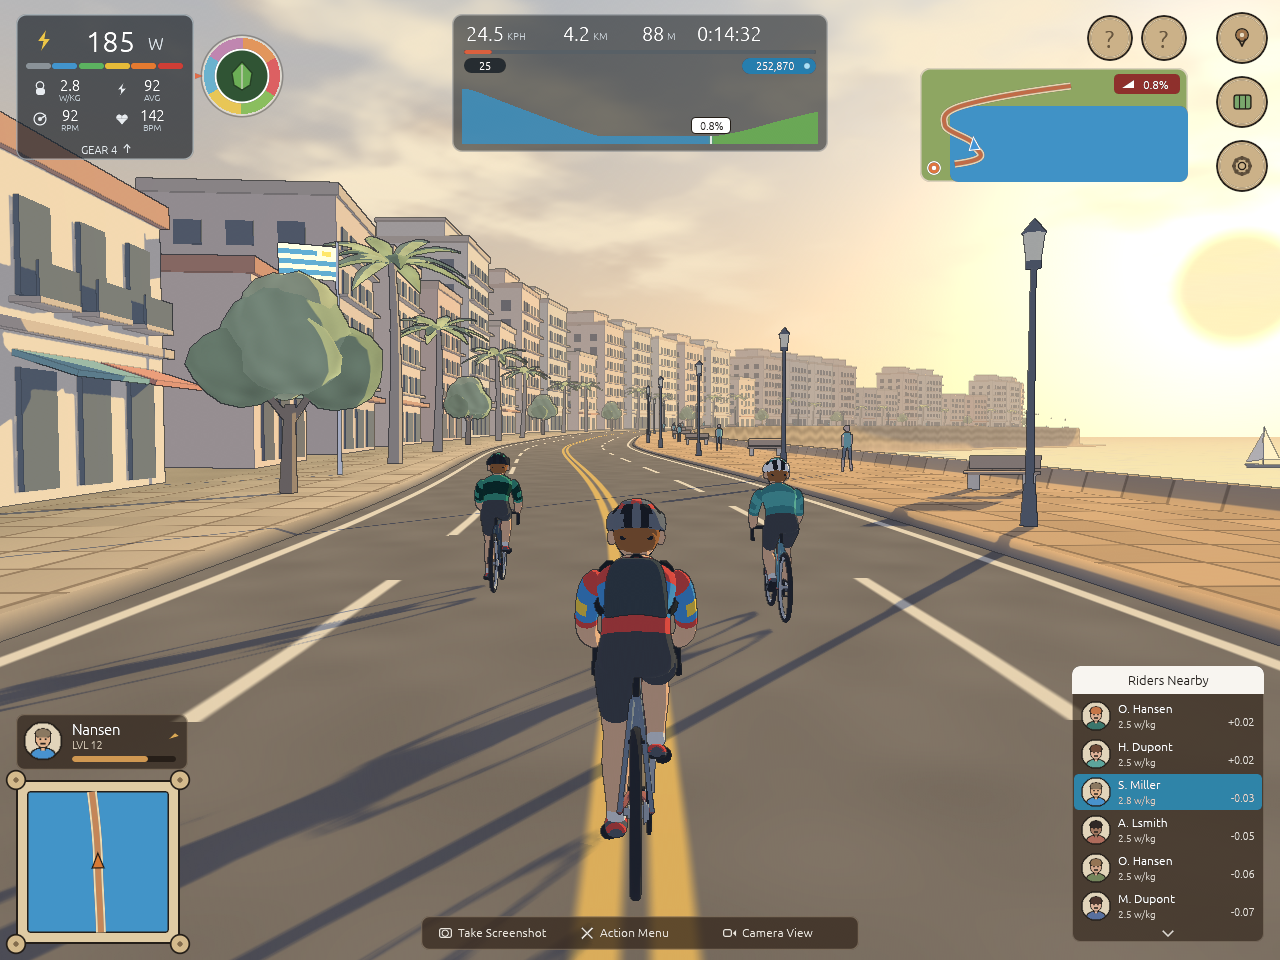 185 W
2.8 W/KG
92 AVG
92 RPM
142 BPM
GEAR 4
24.5 KPH 4.2 KM 88 M 0:14:32
25
252,870
0.8%
? ?
0.8%
Nansen
LVL 12
Riders Nearby
O. Hansen
2.5 w/kg +0.02
H. Dupont
2.5 w/kg +0.02
S. Miller
2.8 w/kg -0.03
A. Lsmith
2.5 w/kg -0.05
O. Hansen
2.5 w/kg -0.06
M. Dupont
2.5 w/kg -0.07
Take Screenshot Action Menu Camera View